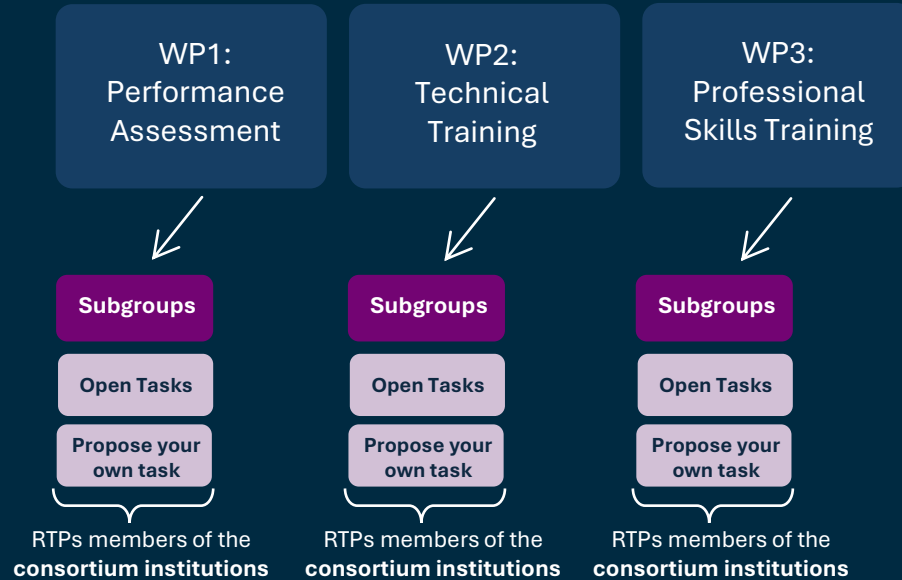 WP1:
Performance
Assessment
WP2:
Technical
Training
WP3:
Professional
Skills Training
Subgroups
Subgroups
Subgroups
Open Tasks
Open Tasks
Open Tasks
Propose your
own task
Propose your
own task
Propose your
own task
RTPs members of the
consortium institutions
RTPs members of the
consortium institutions
RTPs members of the
consortium institutions